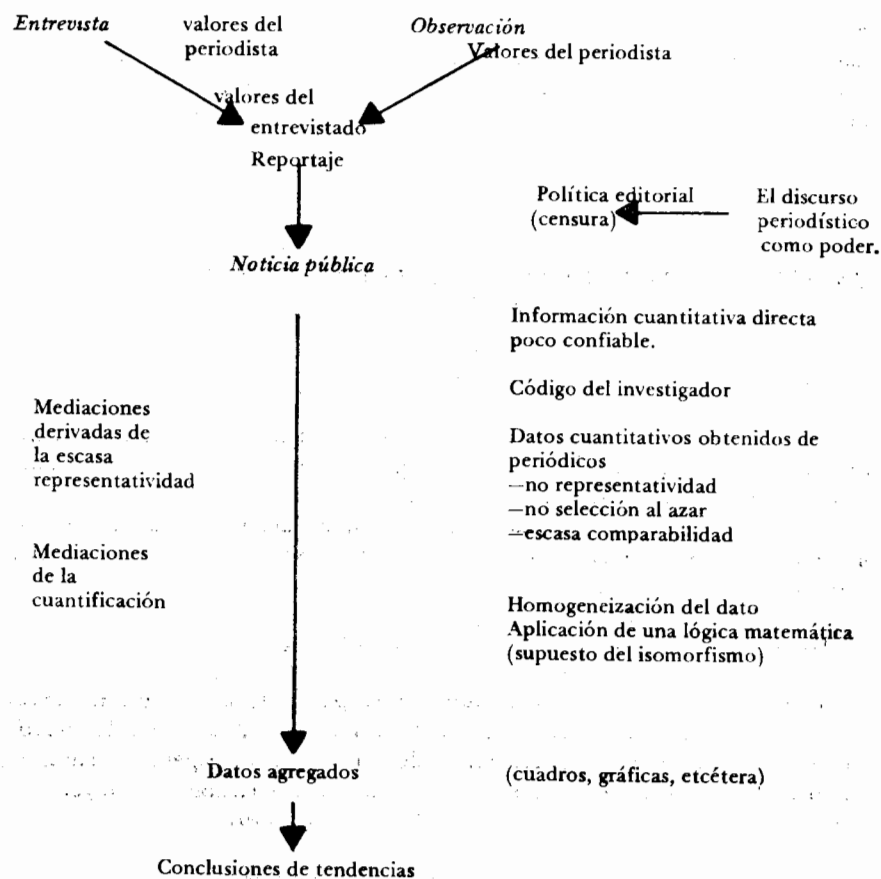 Entrevista
valores del
periodista
Observación
Valores del periodista
valores del
entrevistado
Reportaje
Política editorial
(censura)
El discurso
periodístico
como poder.
Noticia pública
Información cuantitativa directa
poco confiable.
Código del investigador
Mediaciones
derivadas de
la escasa
representatividad
Datos cuantitativos obtenidos de
periódicos
—no representatividad
—no selección al azar
—escasa comparabilidad
Mediaciones
de la
cuantificación
Homogeneización del dato
Aplicación de una lógica matemática
(supuesto del isomorfismo)
Datos agregados
(cuadros, gráficas, etcétera)
Conclusiones de tendencias